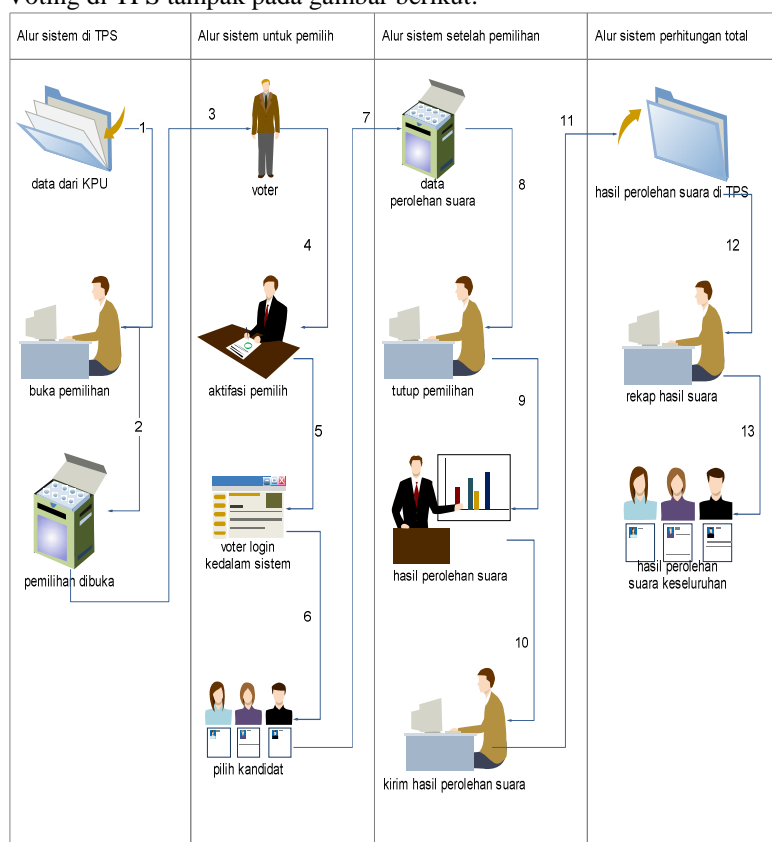 Voting di TPS tampak pada gambar berikut:
Alur sistem di TPS
Alur sistem untuk pemilih
Alur sistem setelah pemilihan
Alur sistem perhitungan total
1
data dari KPU
buka pemilihan
2
pemilihan dibuka
3
voter
4
aktifasi pemilih
5
voter login
kedalam sistem
6
pilih kandidat
7
data
perolehan suara
8
tutup pemilihan
9
hasil perolehan suara
10
kirim hasil perolehan suara
11
hasil perolehan suara di TPS
12
rekap hasil suara
13
hasil perolehan
suara keseluruhan